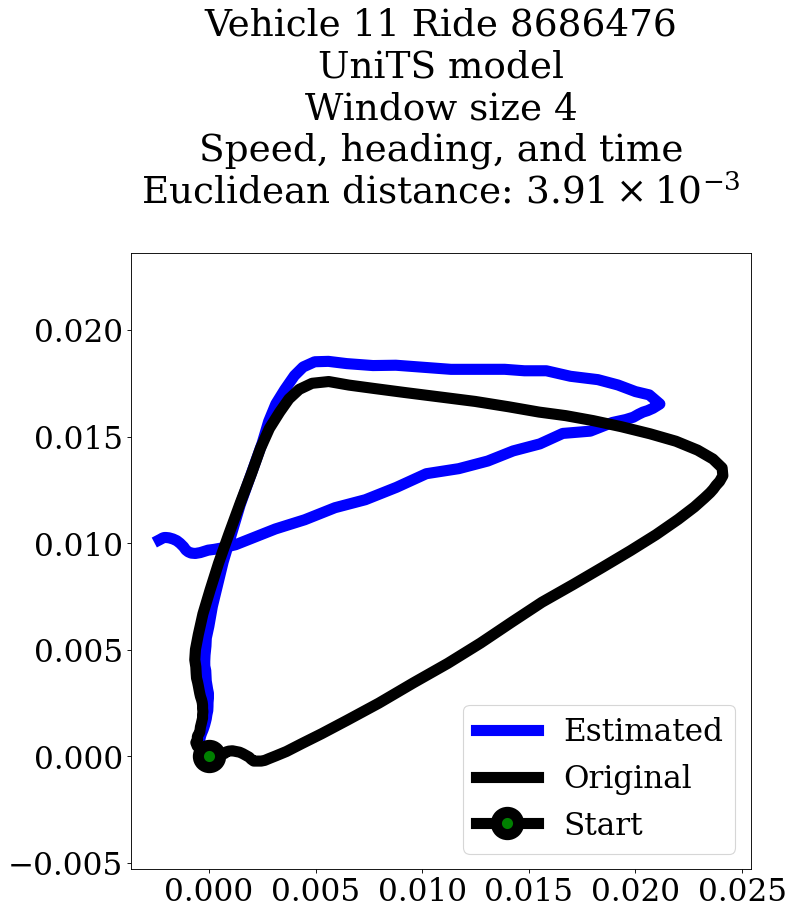 Vehicle 11 Ride 8686476
UniTS model
Window size 4
Speed, heading, and time
Euclidean distance: 3.91 × 10⁻³
0.020
0.015
0.010
0.005
0.000
−0.005
Estimated
Original
Start
0.000 0.005 0.010 0.015 0.020 0.025